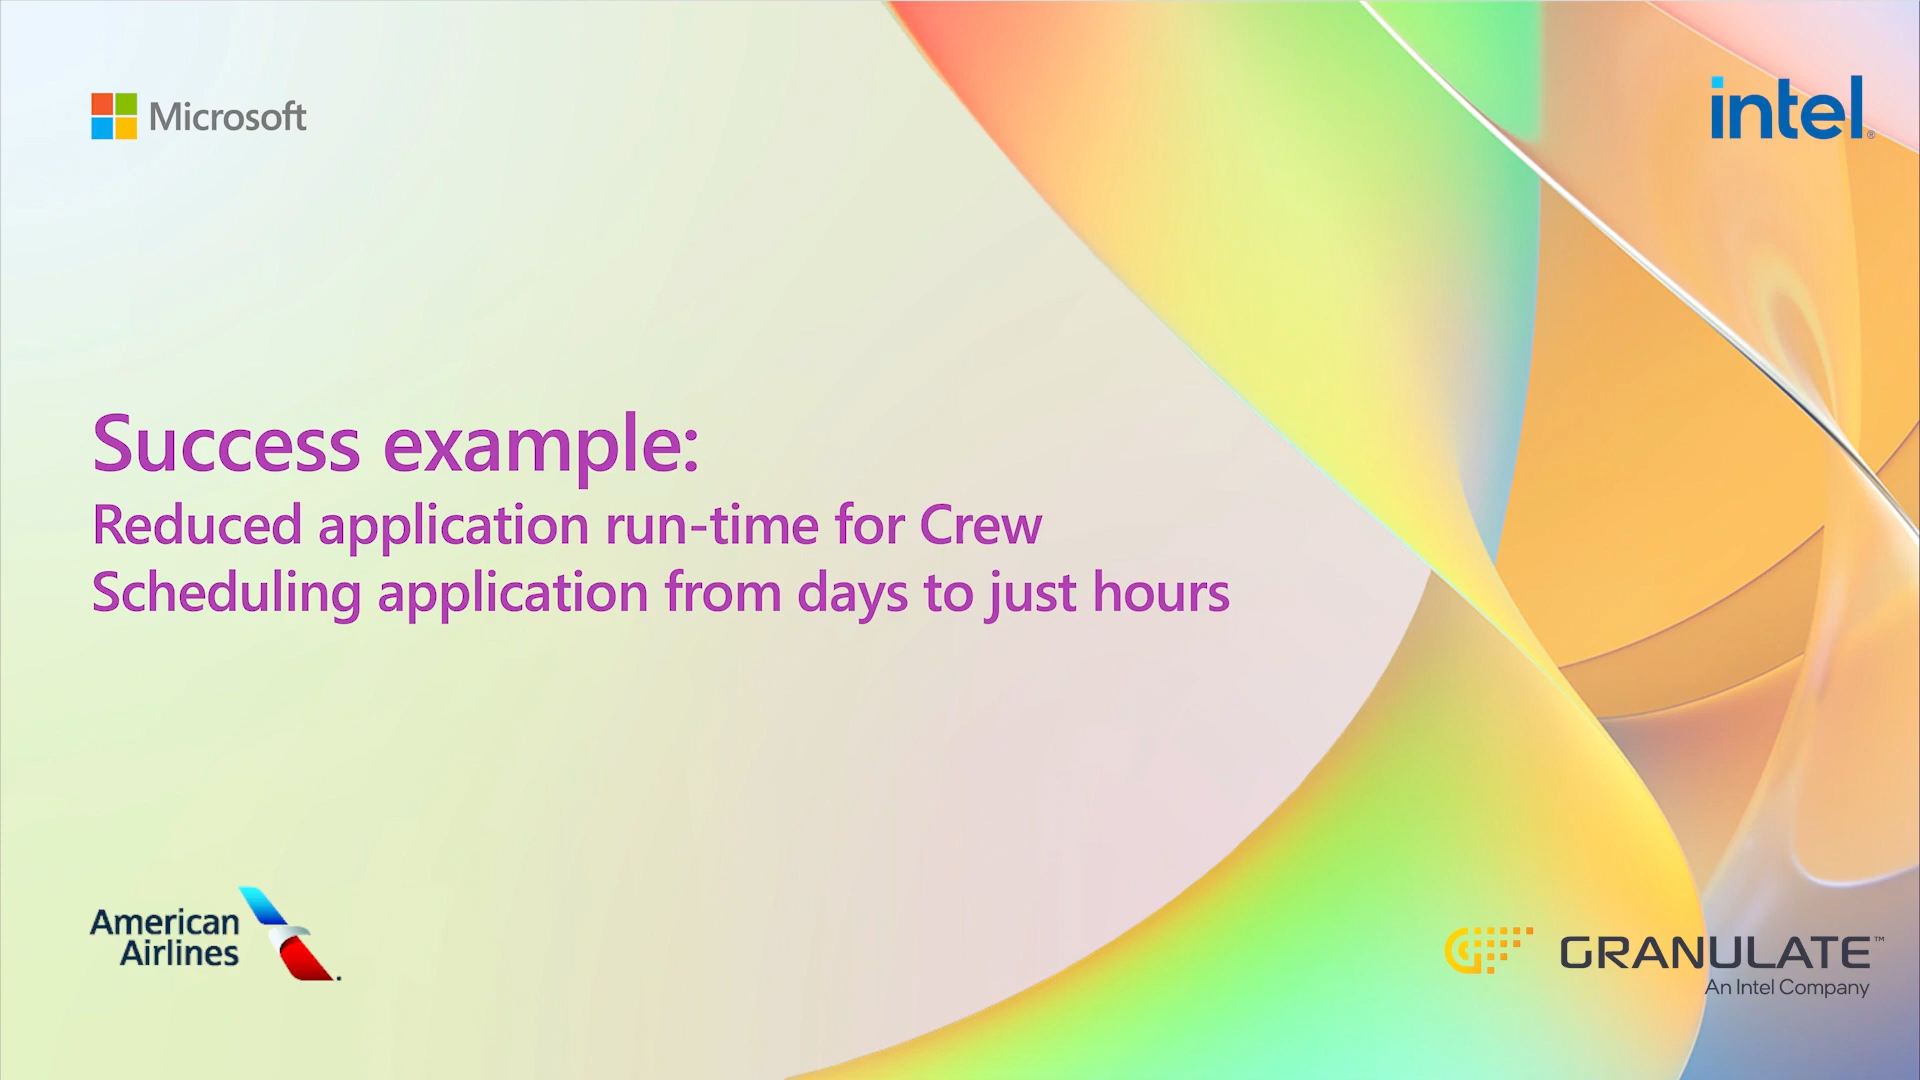 Microsoft
intel®
Success example:
Reduced application run-time for Crew
Scheduling application from days to just hours
American
Airlines
GRANULATE™
An Intel Company